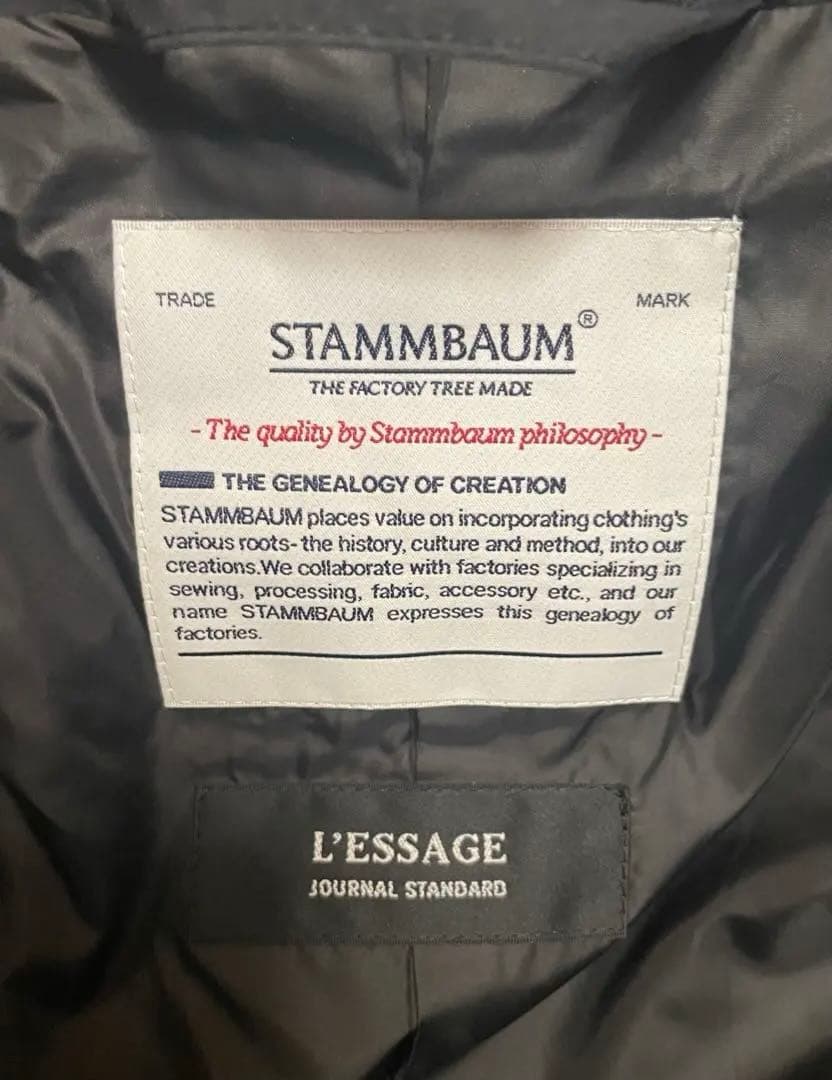 TRADE MARK
STAMMBAUM®
THE FACTORY TREE MADE
- The quality by Stammbaum philosophy -
THE GENEALOGY OF CREATION
STAMMBAUM places value on incorporating clothing's
various roots- the history, culture and method, into our
creations.We collaborate with factories specializing in
sewing, processing, fabric, accessory etc., and our
name STAMMBAUM expresses this genealogy of
factories.
L'ESSAGE
JOURNAL STANDARD